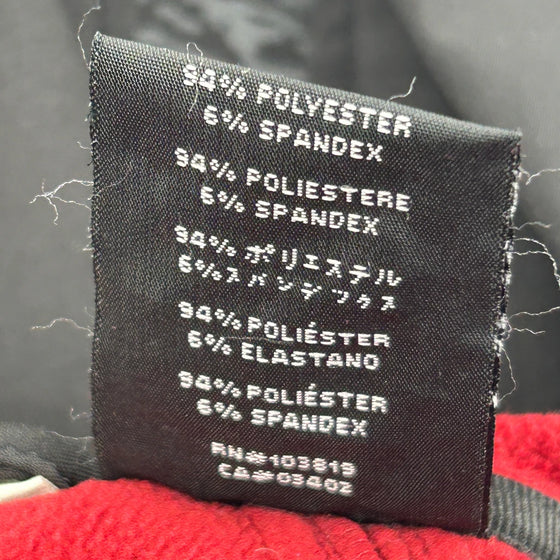 94% POLYESTER
6% SPANDEX
94% POLIESTERE
6% SPANDEX
94% ポリエステル
6%スパンデックス
94% POLIÉSTER
6% ELASTANO
94% POLIÉSTER
6% SPANDEX
RN#103819
CA#03402